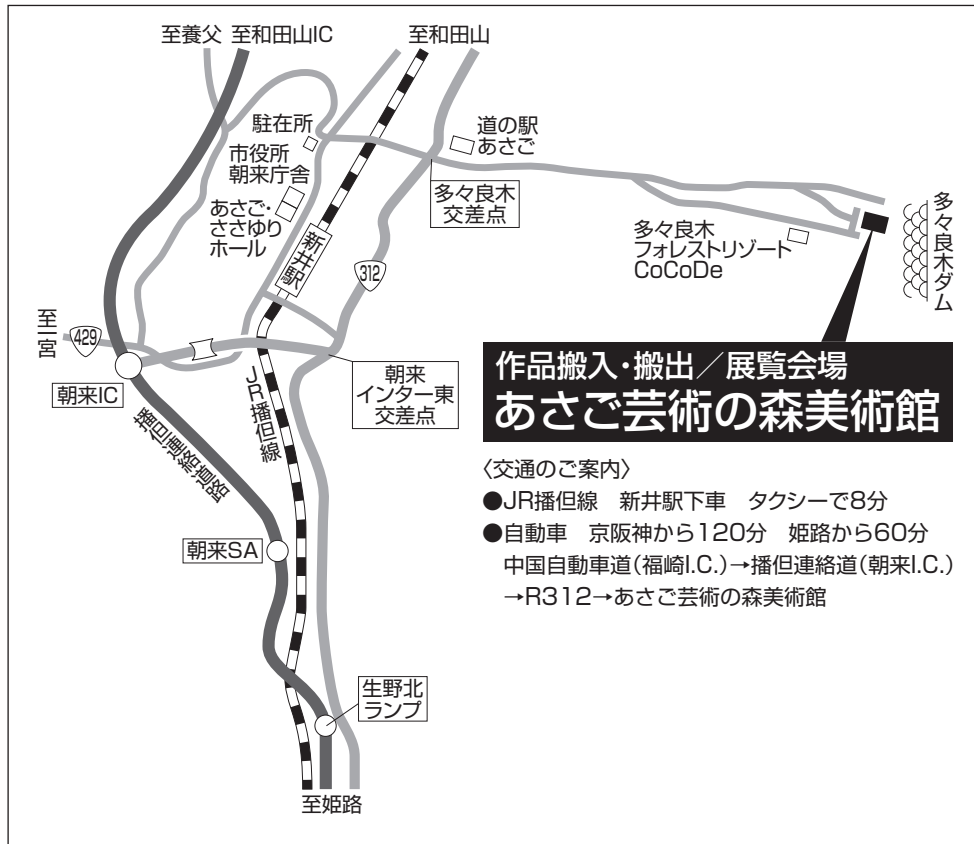 至養父
至和田山IC
至和田山
駐在所
市役所
朝来庁舎
あさご・
ささゆり
ホール
道の駅
あさご
多々良木
交差点
多々良木
フォレストリゾート
CoCoDe
多々良木ダム
新井駅
312
至一宮
429
朝来IC
朝来
インター東
交差点
JR播但線
播但連絡道路
朝来SA
生野北
ランプ
至姫路
作品搬入・搬出／展覧会場
あさご芸術の森美術館
〈交通のご案内〉
●JR播但線　新井駅下車　タクシーで8分
●自動車　京阪神から120分　姫路から60分
中国自動車道(福崎I.C.)→播但連絡道(朝来I.C.)
→R312→あさご芸術の森美術館